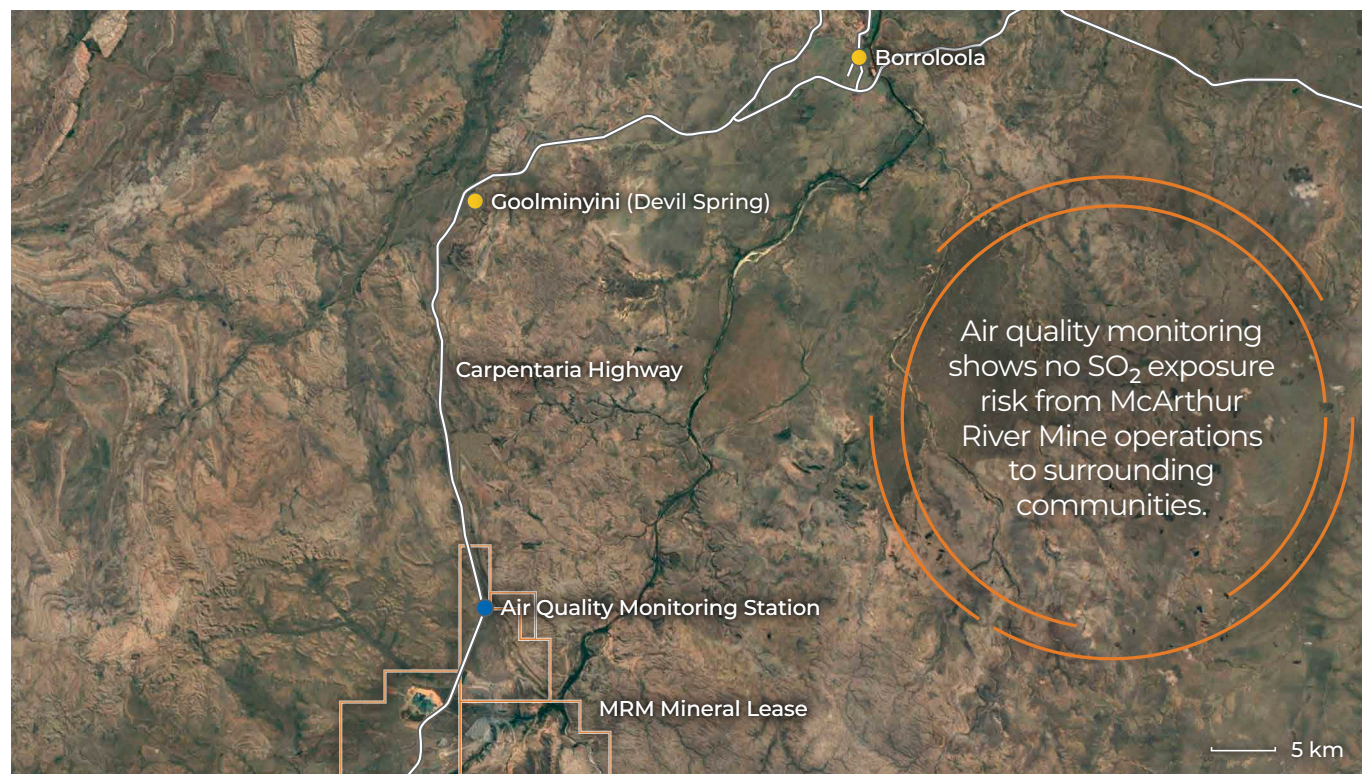 Borroloola
Goolminyini (Devil Spring)
Carpentaria Highway
Air quality monitoring
shows no SO₂ exposure
risk from McArthur
River Mine operations
to surrounding
communities.
Air Quality Monitoring Station
MRM Mineral Lease
5 km